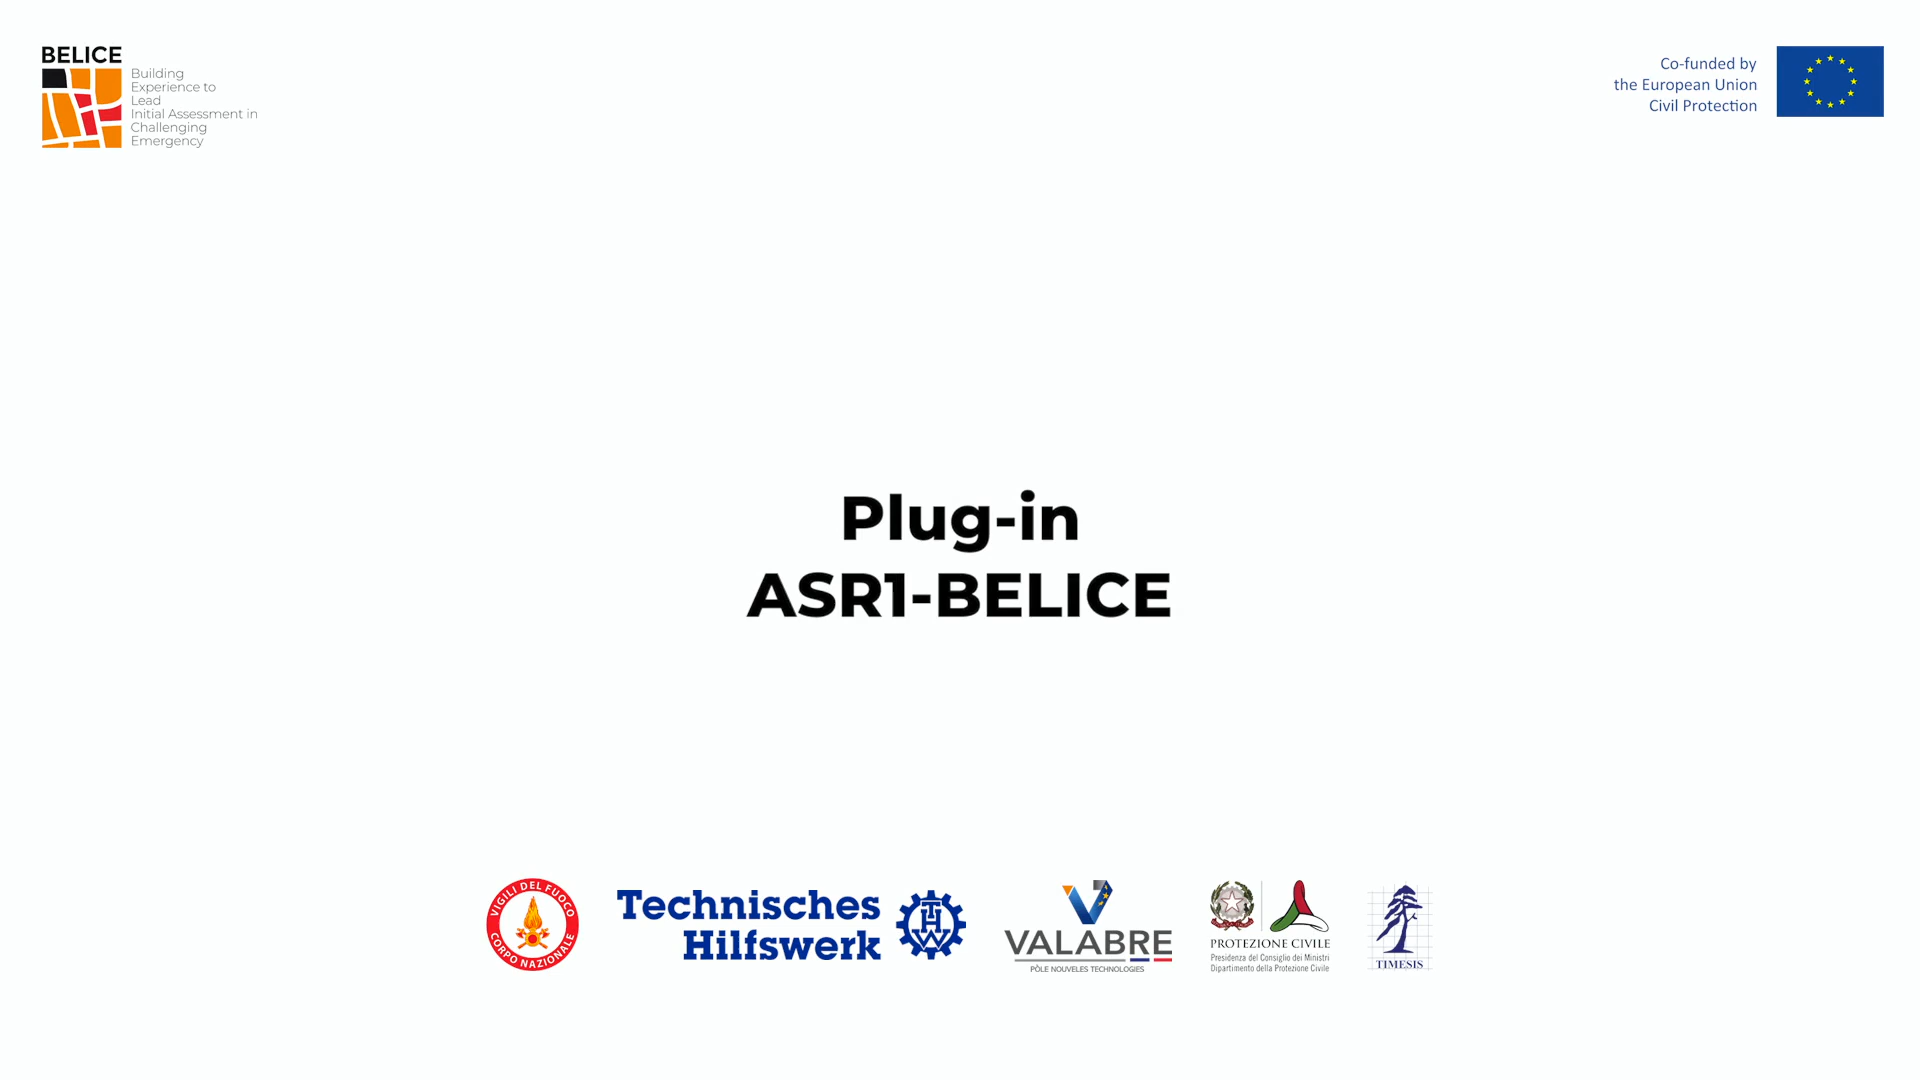 BELICE
Building
Experience to
Lead
Initial Assessment in
Challenging
Emergency
Co-funded by
the European Union
Civil Protection
Plug-in
ASR1-BELICE
VIGILI DEL FUOCO
CORPO NAZIONALE
Technisches
Hilfswerk
THW
VALABRE
PÔLE NOUVELES TECHNOLOGIES
PROTEZIONE CIVILE
Presidenza del Consiglio dei Ministri
Dipartimento della Protezione Civile
TIMESIS